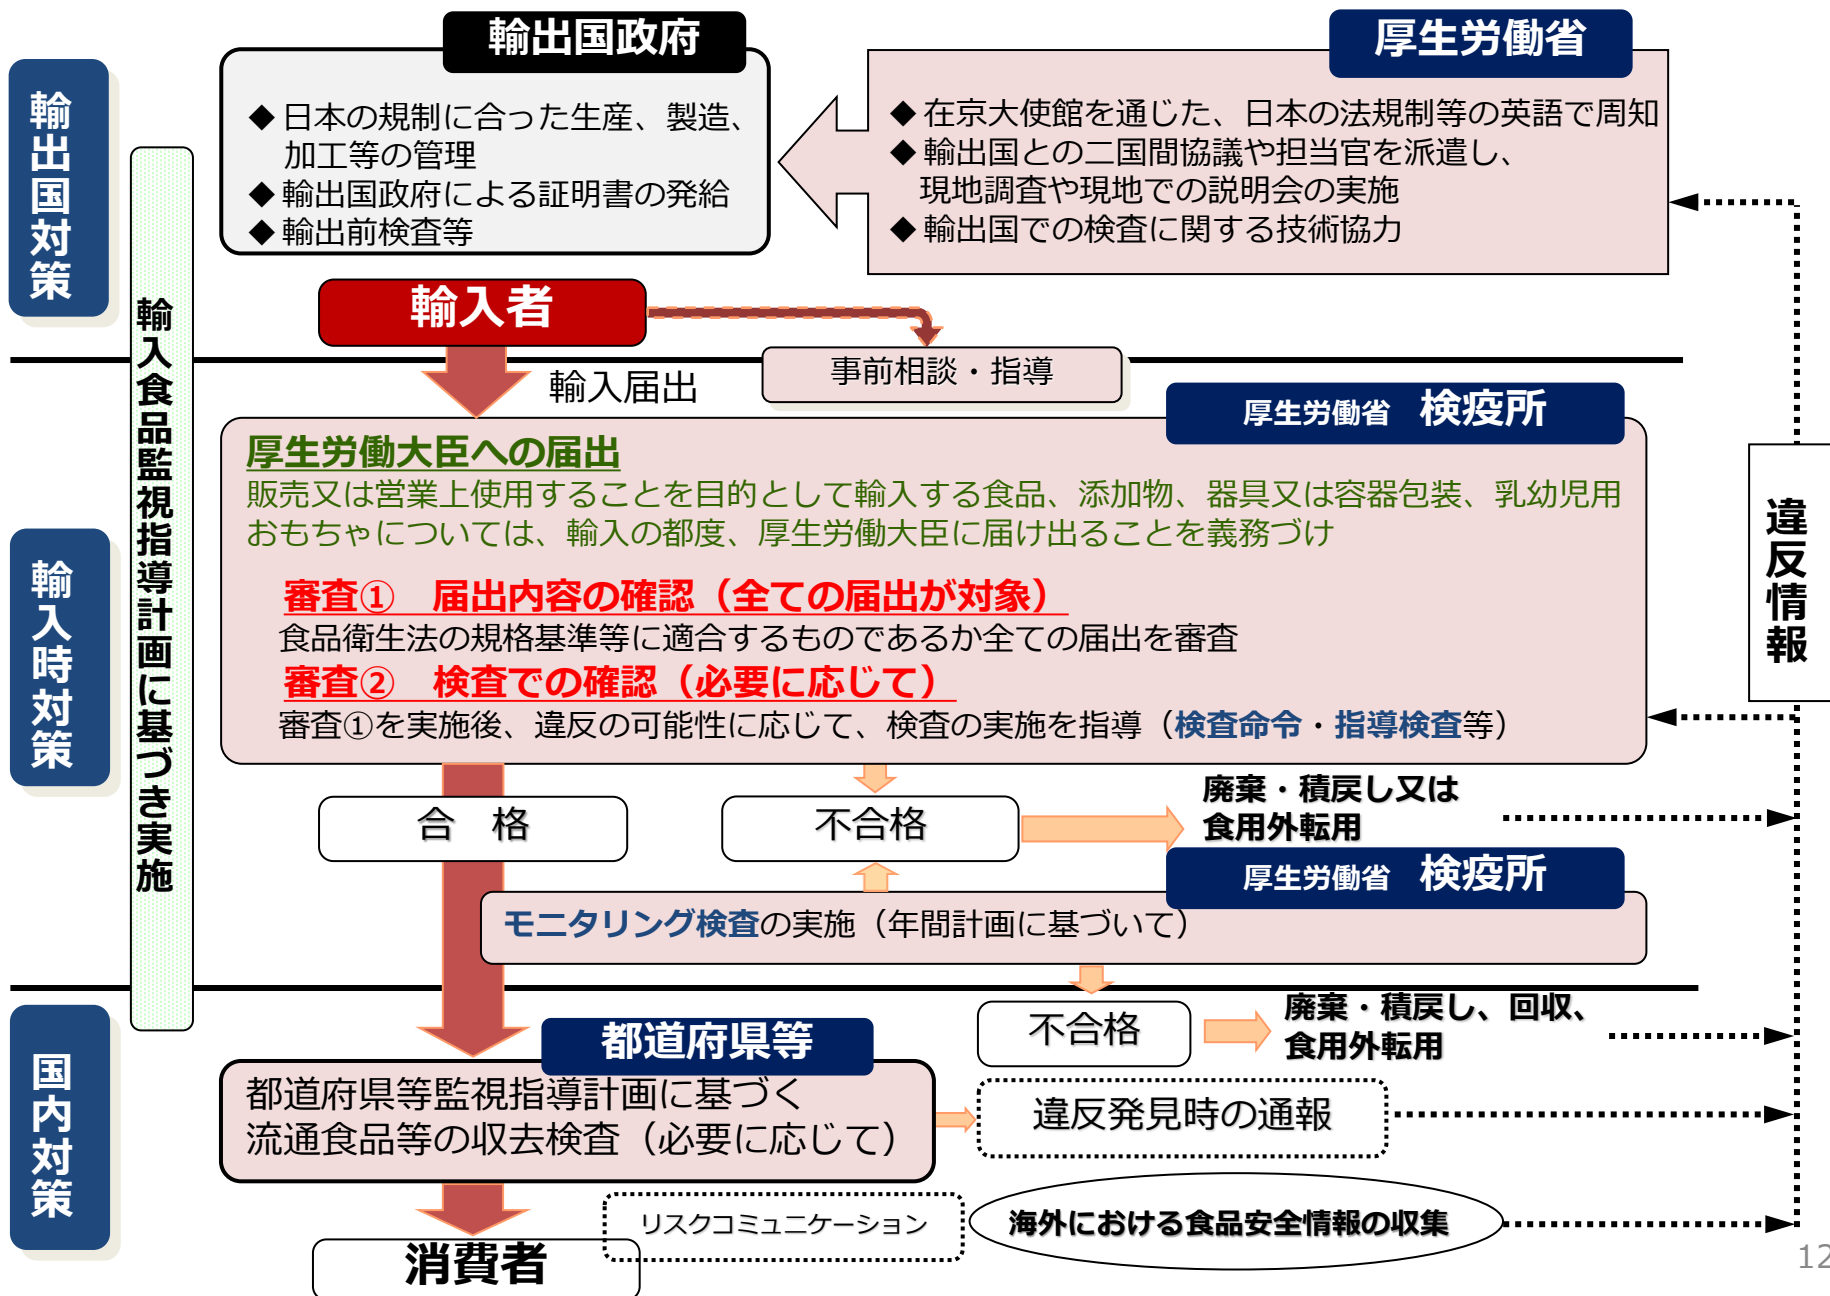 輸出国政府
◆ 日本の規制に合った生産、製造、
加工等の管理
◆ 輸出国政府による証明書の発給
◆ 輸出前検査等
厚生労働省
◆ 在京大使館を通じた、日本の法規制等の英語で周知
◆ 輸出国との二国間協議や担当官を派遣し、
現地調査や現地での説明会の実施
◆ 輸出国での検査に関する技術協力
輸出国対策
輸入食品監視指導計画に基づき実施
輸入者
事前相談・指導
輸入届出
輸入時対策
厚生労働省 検疫所
厚生労働大臣への届出
販売又は営業上使用することを目的として輸入する食品、添加物、器具又は容器包装、乳幼児用
おもちゃについては、輸入の都度、厚生労働大臣に届け出ることを義務づけ
審査① 届出内容の確認（全ての届出が対象）
食品衛生法の規格基準等に適合するものであるか全ての届出を審査
審査② 検査での確認（必要に応じて）
審査①を実施後、違反の可能性に応じて、検査の実施を指導（検査命令・指導検査等）
違反情報
合 格
不合格
廃棄・積戻し又は
食用外転用
厚生労働省 検疫所
モニタリング検査の実施（年間計画に基づいて）
不合格
廃棄・積戻し、回収、
食用外転用
国内対策
都道府県等
都道府県等監視指導計画に基づく
流通食品等の収去検査（必要に応じて）
違反発見時の通報
リスクコミュニケーション
海外における食品安全情報の収集
消費者
12